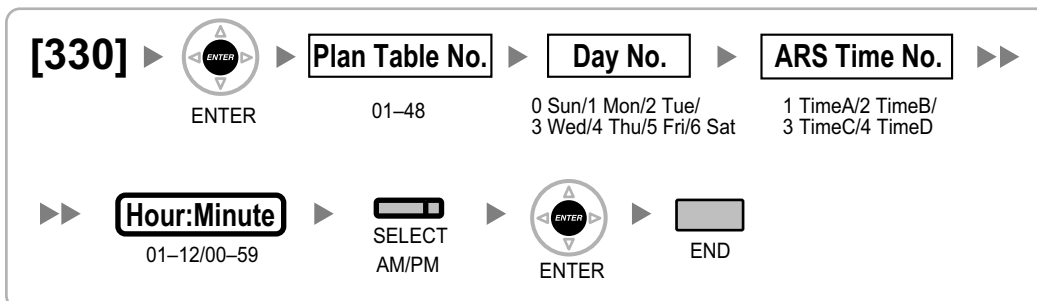 [330] ENTER Plan Table No. Day No. ARS Time No.
ENTER 01–48 0 Sun/1 Mon/2 Tue/ 1 TimeA/2 TimeB/
3 Wed/4 Thu/5 Fri/6 Sat 3 TimeC/4 TimeD
Hour:Minute ENTER
01–12/00–59 SELECT END
AM/PM ENTER